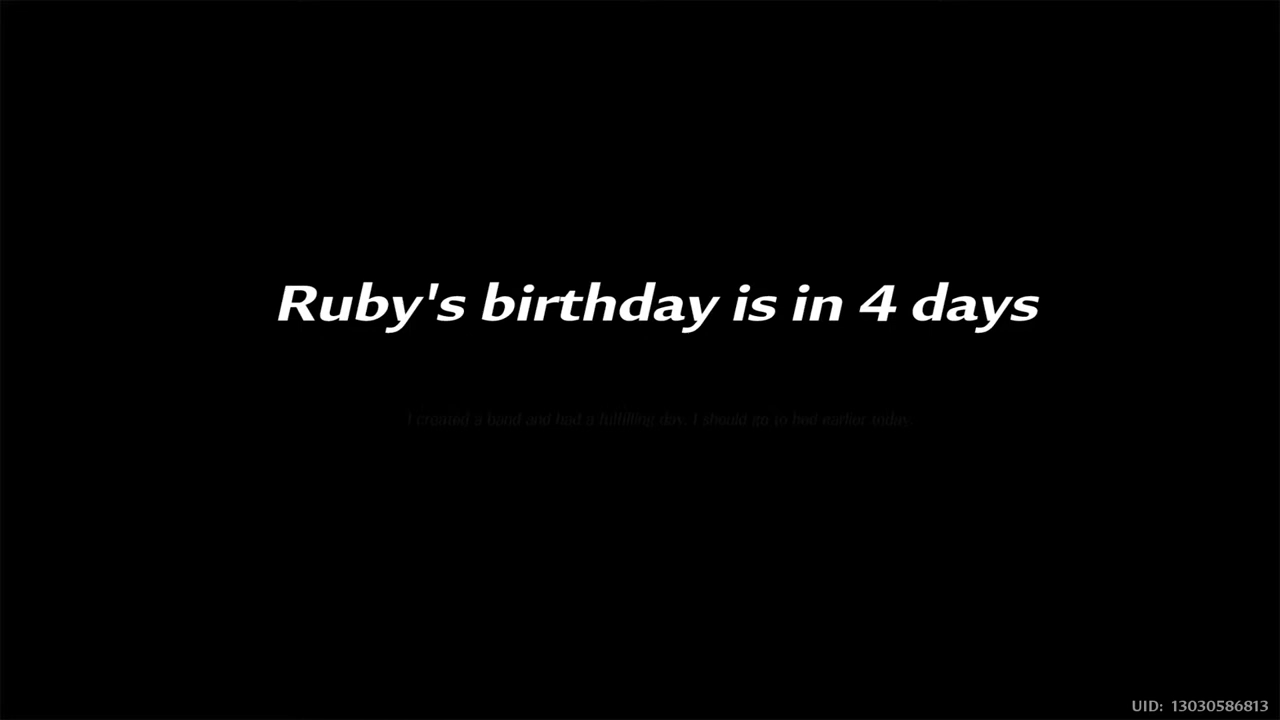 Ruby's birthday is in 4 days
I created a band and had a fulfilling day. I should go to bed earlier today.
UID: 13030586813